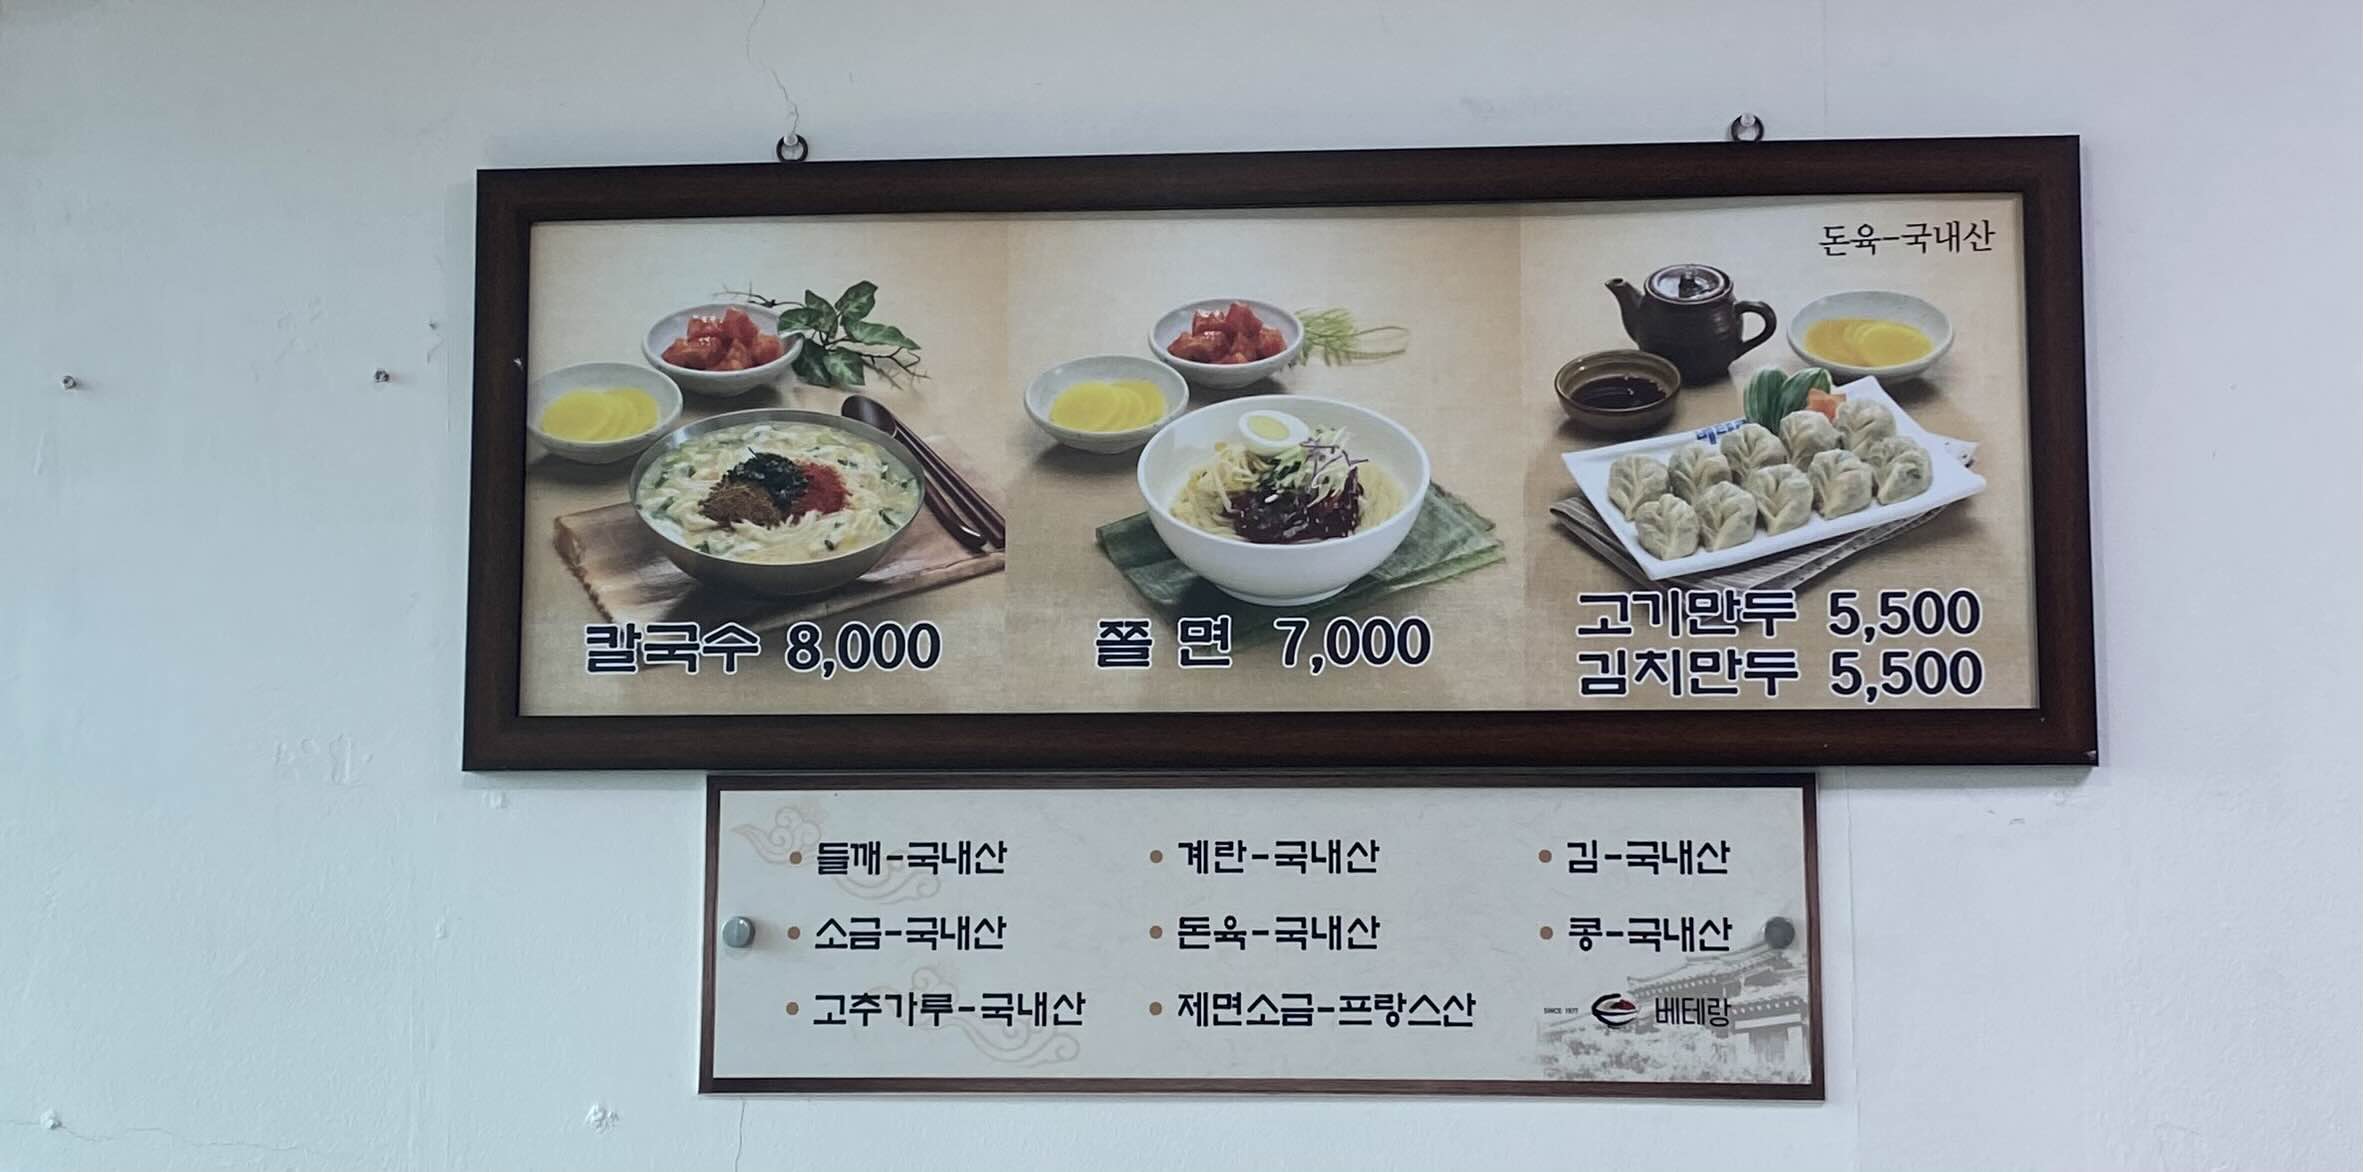 돈육-국내산
칼국수 8,000
쫄 면 7,000
고기만두 5,500
김치만두 5,500
들깨-국내산
계란-국내산
김-국내산
소금-국내산
돈육-국내산
콩-국내산
고추가루-국내산
제면소금-프랑스산
SINCE 1977 베테랑